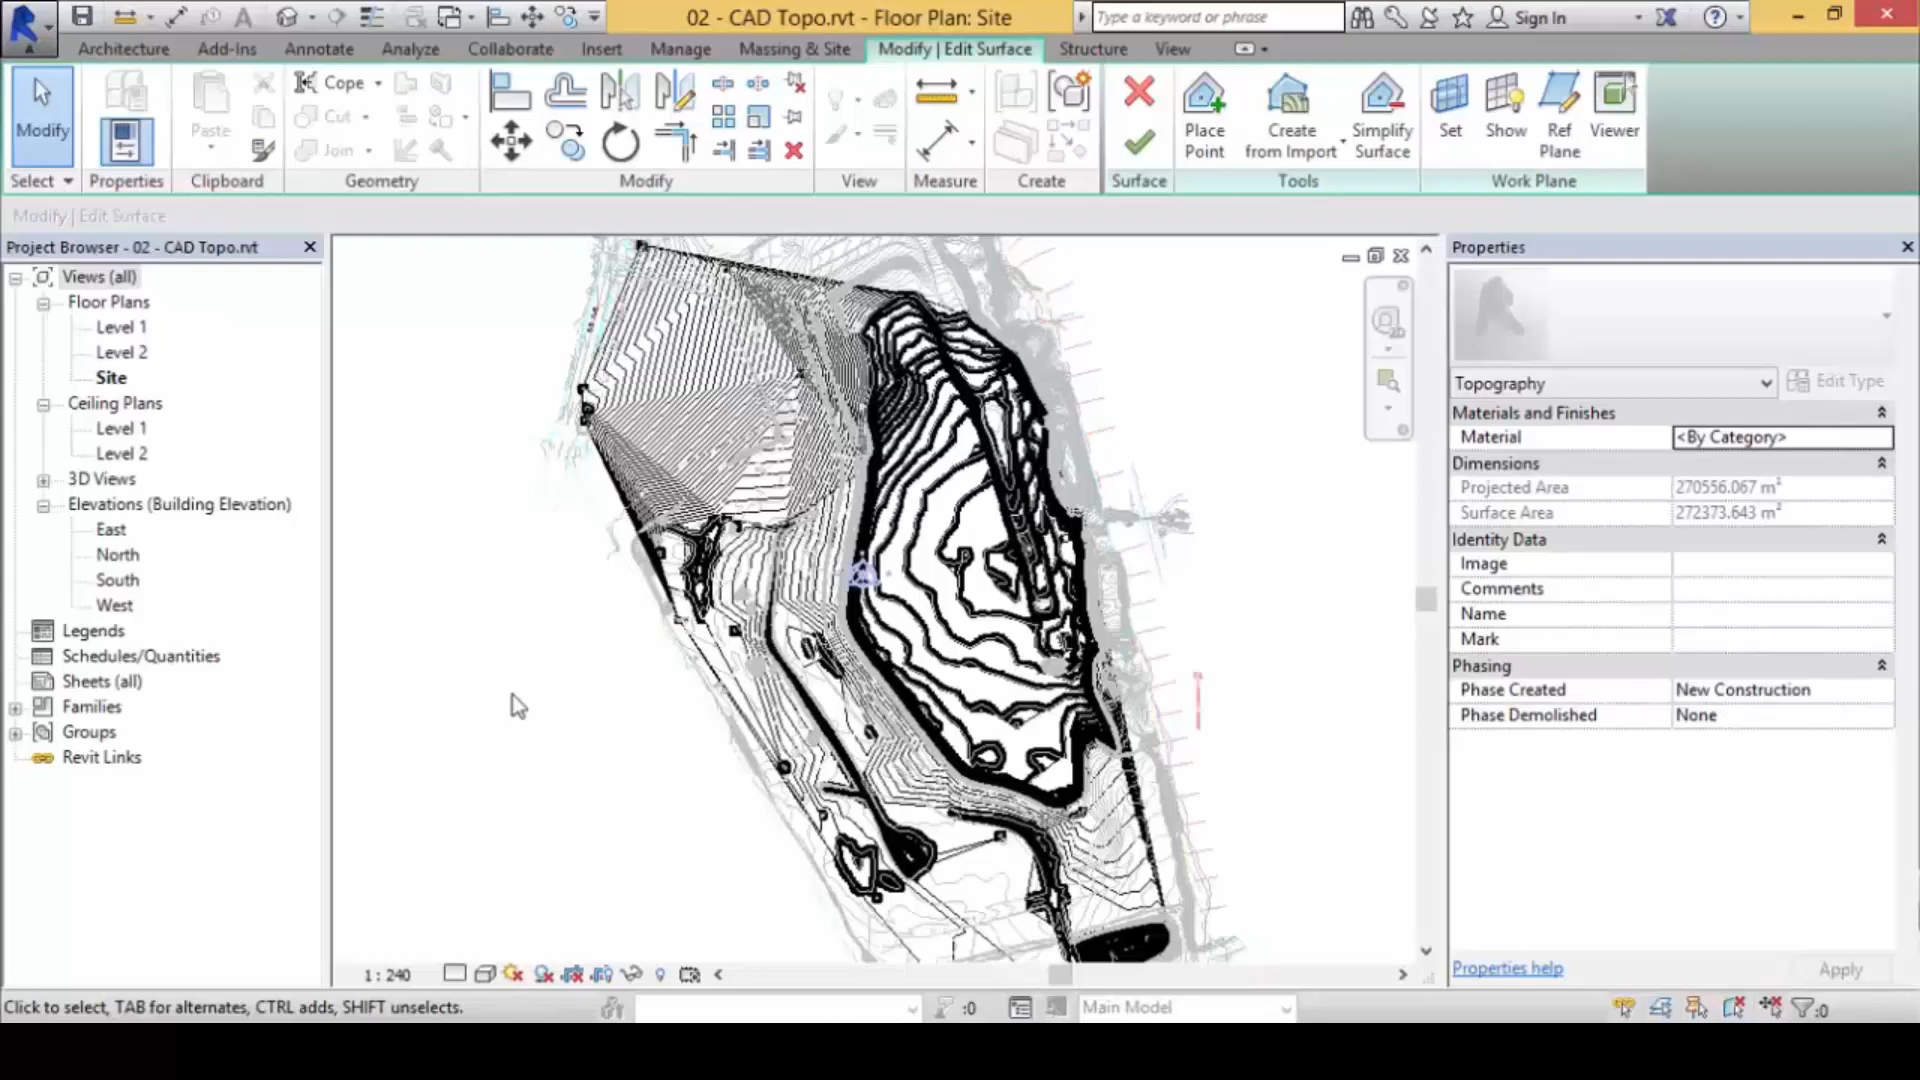 02 - CAD Topo.rvt - Floor Plan: Site
Type a keyword or phrase
Sign In
Architecture Add-Ins Annotate Analyze Collaborate Insert Manage Massing & Site Modify | Edit Surface Structure View
Modify
Paste
Cope
Cut
Join
Place Point
Create from Import
Simplify Surface
Set
Show
Ref Plane
Viewer
Select Properties Clipboard Geometry Modify View Measure Create Surface Tools Work Plane
Modify | Edit Surface
Project Browser - 02 - CAD Topo.rvt
Views (all)
Floor Plans
Level 1
Level 2
Site
Ceiling Plans
Level 1
Level 2
3D Views
Elevations (Building Elevation)
East
North
South
West
Legends
Schedules/Quantities
Sheets (all)
Families
Groups
Revit Links
Properties
Topography
Edit Type
Materials and Finishes
Material <By Category>
Dimensions
Projected Area 270556.067 m²
Surface Area 272373.643 m²
Identity Data
Image
Comments
Name
Mark
Phasing
Phase Created New Construction
Phase Demolished None
Properties help
Apply
1 : 240
Click to select, TAB for alternates, CTRL adds, SHIFT unselects.
:0
Main Model
:0